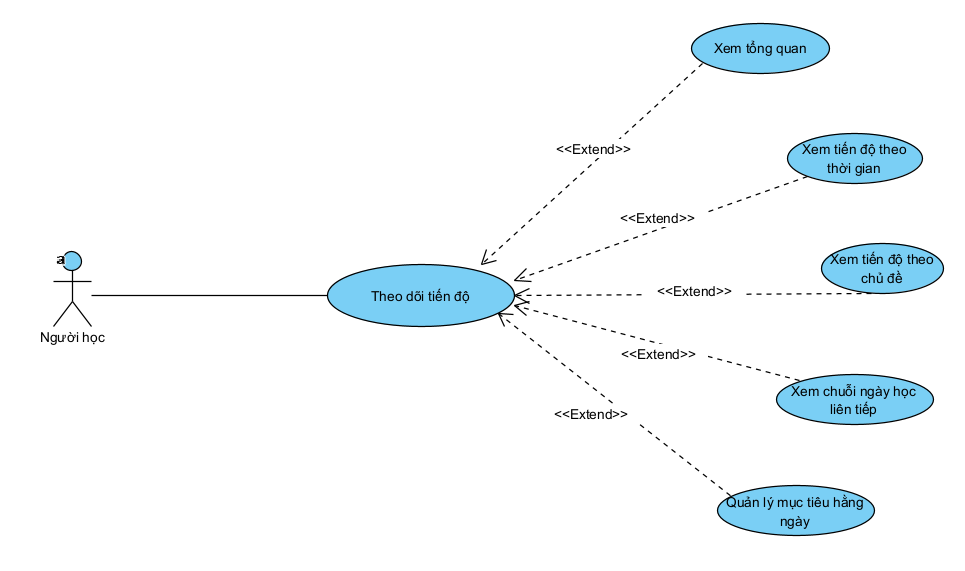 Xem tổng quan
<<Extend>>
Xem tiến độ theo
thời gian
<<Extend>>
a
Người học
Theo dõi tiến độ
Xem tiến độ theo
chủ đề
<<Extend>>
<<Extend>>
Xem chuỗi ngày học
liên tiếp
<<Extend>>
Quản lý mục tiêu hằng
ngày